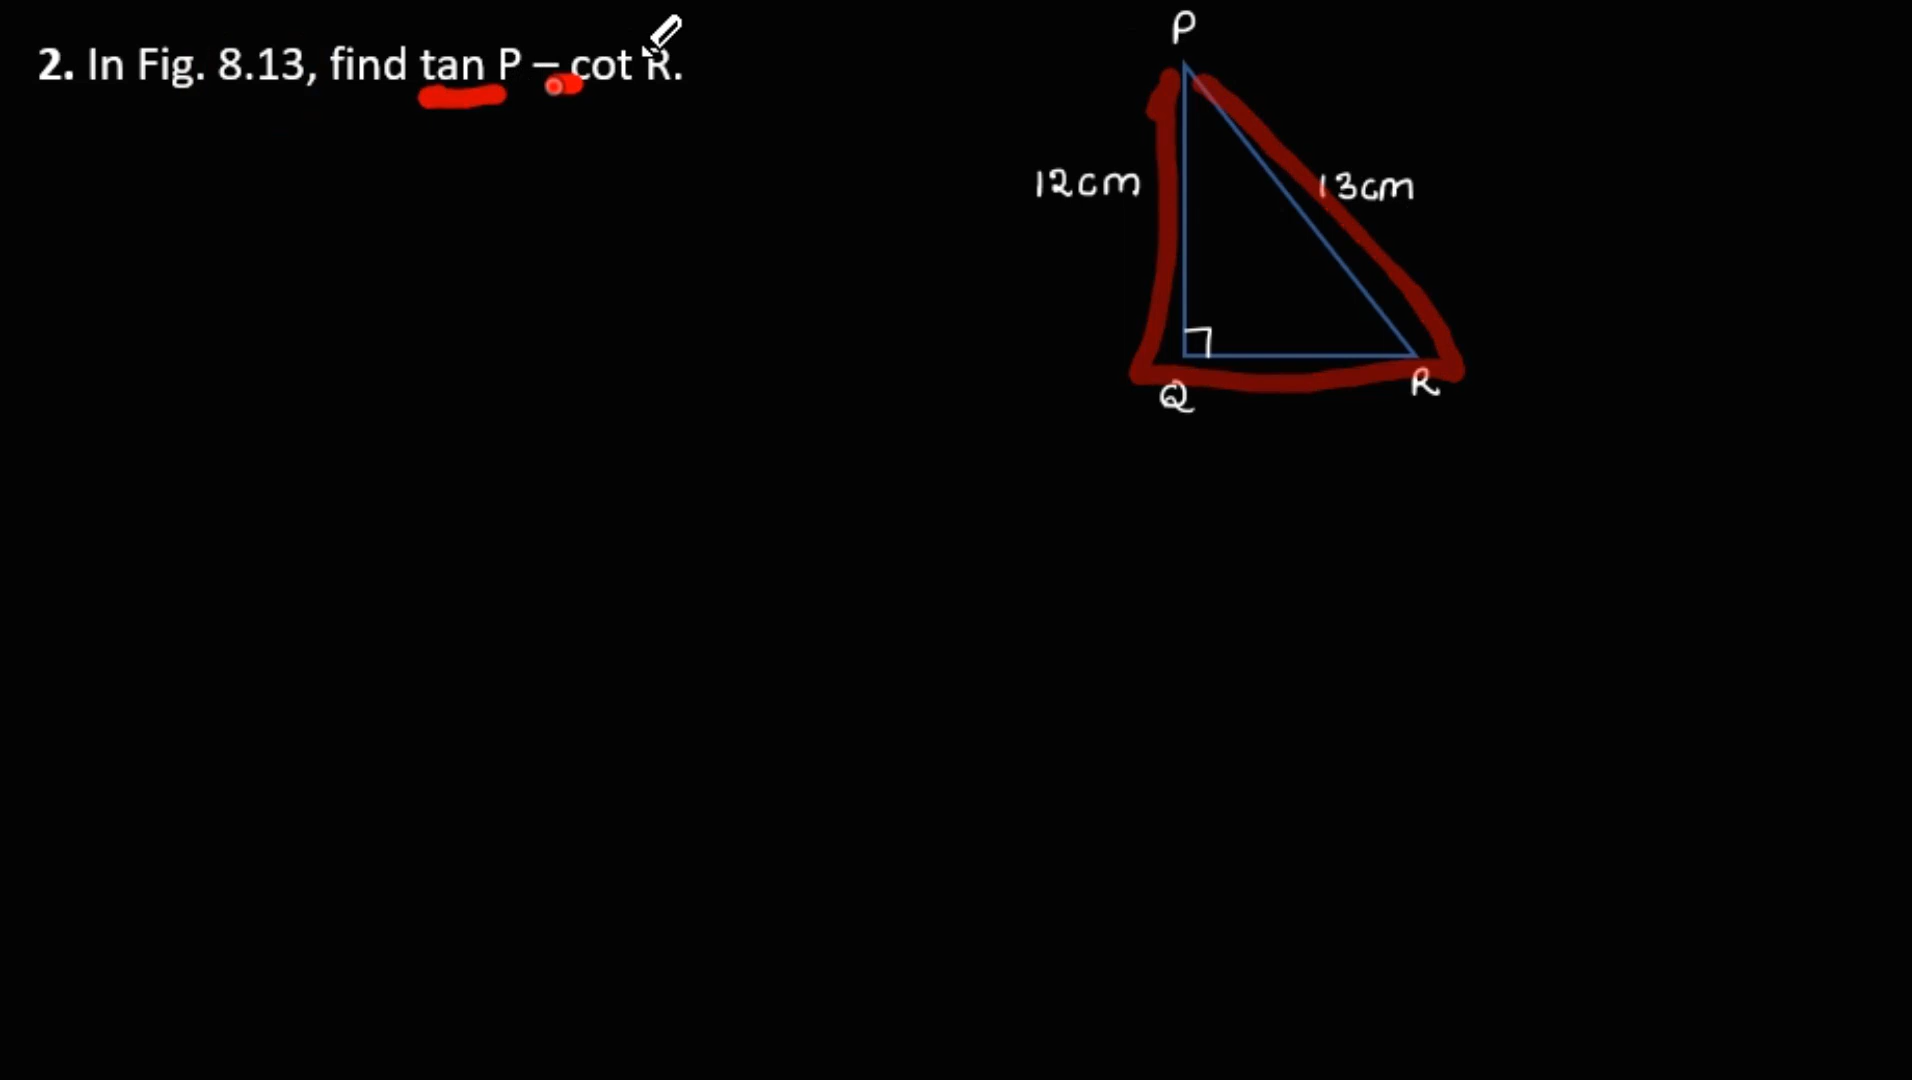 2. In Fig. 8.13, find tan P – cot R.
P
12cm
13cm
Q
R